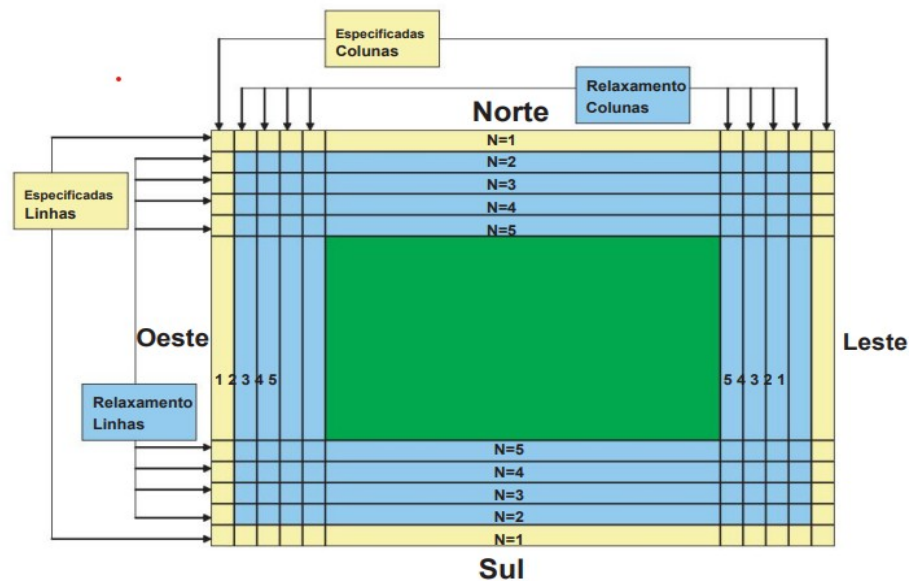 Especificadas
Colunas
Relaxamento
Colunas
Norte
N=1
N=2
Especificadas
Linhas
N=3
N=4
N=5
Oeste
Leste
1 2 3 4 5
5 4 3 2 1
Relaxamento
Linhas
N=5
N=4
N=3
N=2
N=1
Sul